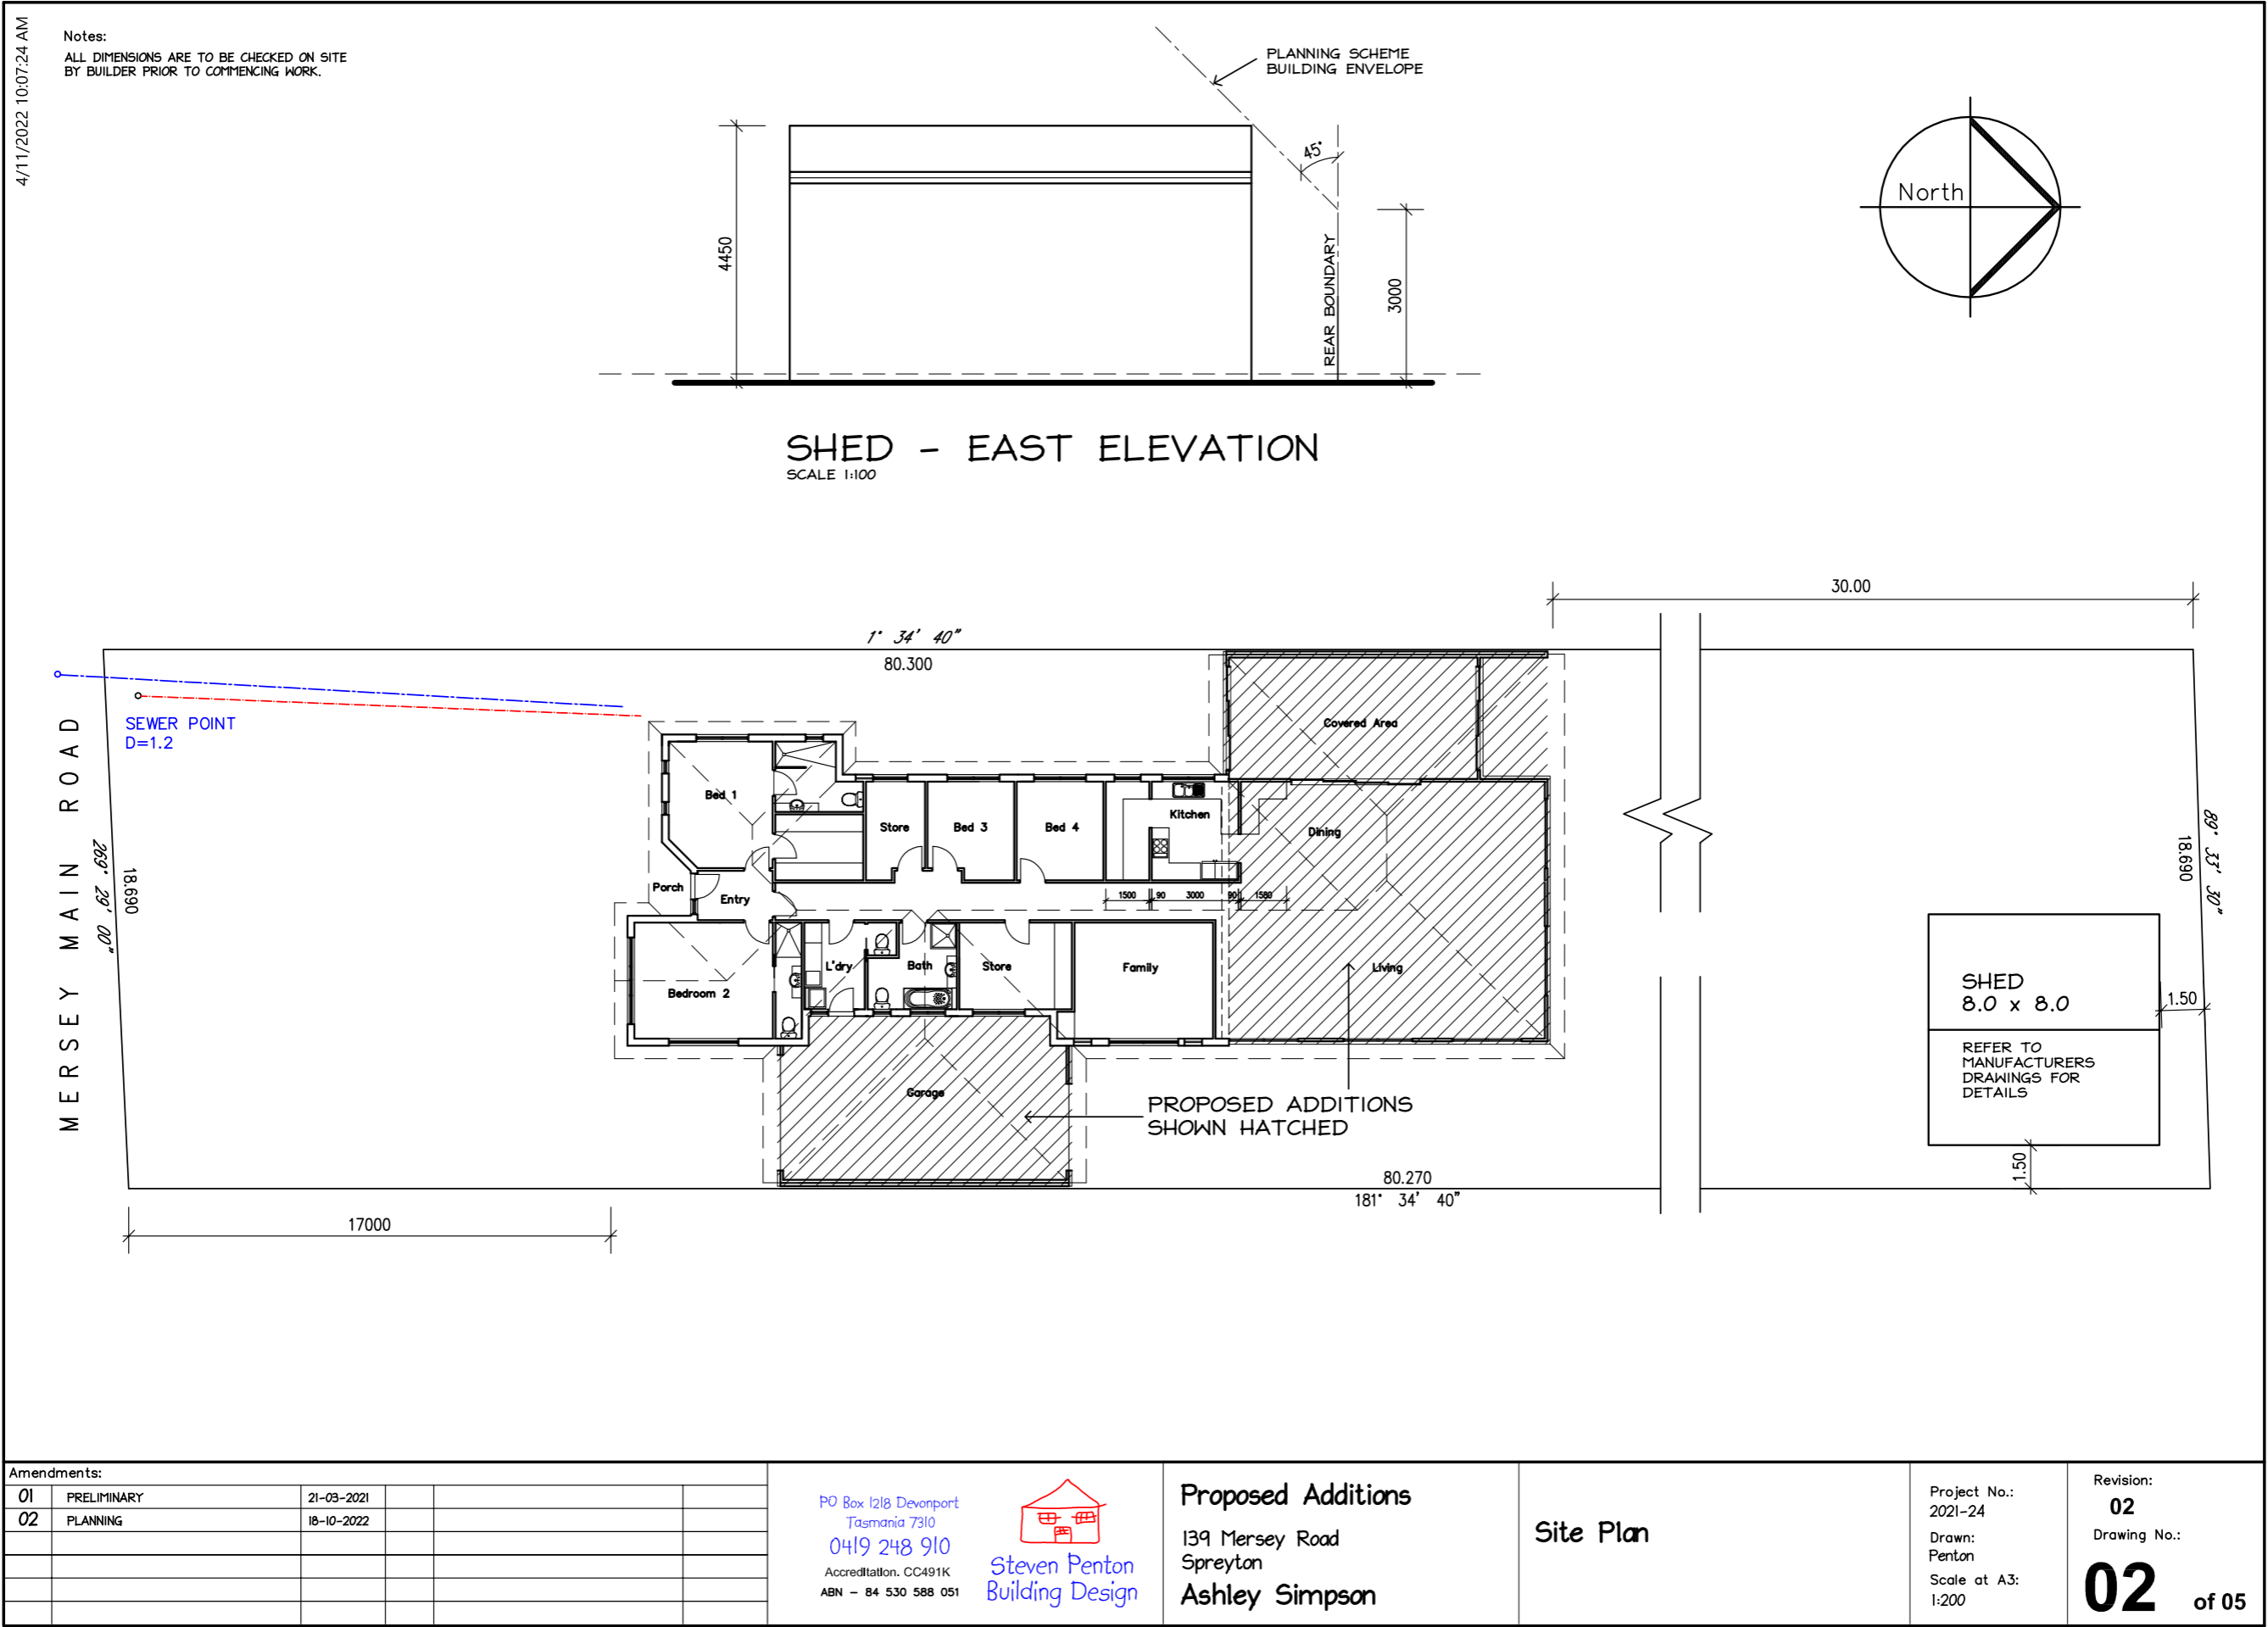 4/11/2022 10:07:24 AM
Notes:
ALL DIMENSIONS ARE TO BE CHECKED ON SITE
BY BUILDER PRIOR TO COMMENCING WORK.
PLANNING SCHEME
BUILDING ENVELOPE
45°
4450
3000
REAR BOUNDARY
North
SHED - EAST ELEVATION
SCALE 1:100
30.00
1° 34' 40"
80.300
MERSEY MAIN ROAD
SEWER POINT
D=1.2
269° 29' 00"
18.690
Covered Area
Bed 1
Store
Bed 3
Bed 4
Kitchen
Dining
Porch
Entry
1500
90
3000
90
1580
Bedroom 2
L'dry
Bath
Store
Family
Living
Garage
PROPOSED ADDITIONS
SHOWN HATCHED
18.690
89° 33' 30"
SHED
8.0 x 8.0
REFER TO
MANUFACTURERS
DRAWINGS FOR
DETAILS
1.50
1.50
80.270
181° 34' 40"
17000
Amendments:
01 PRELIMINARY 21-03-2021
02 PLANNING 18-10-2022
PO Box 1218 Devonport
Tasmania 7310
0419 248 910
Accreditation. CC491K
ABN - 84 530 588 051
Steven Penton
Building Design
Proposed Additions
139 Mersey Road
Spreyton
Ashley Simpson
Site Plan
Project No.:
2021-24
Drawn:
Penton
Scale at A3:
1:200
Revision:
02
Drawing No.:
02 of 05